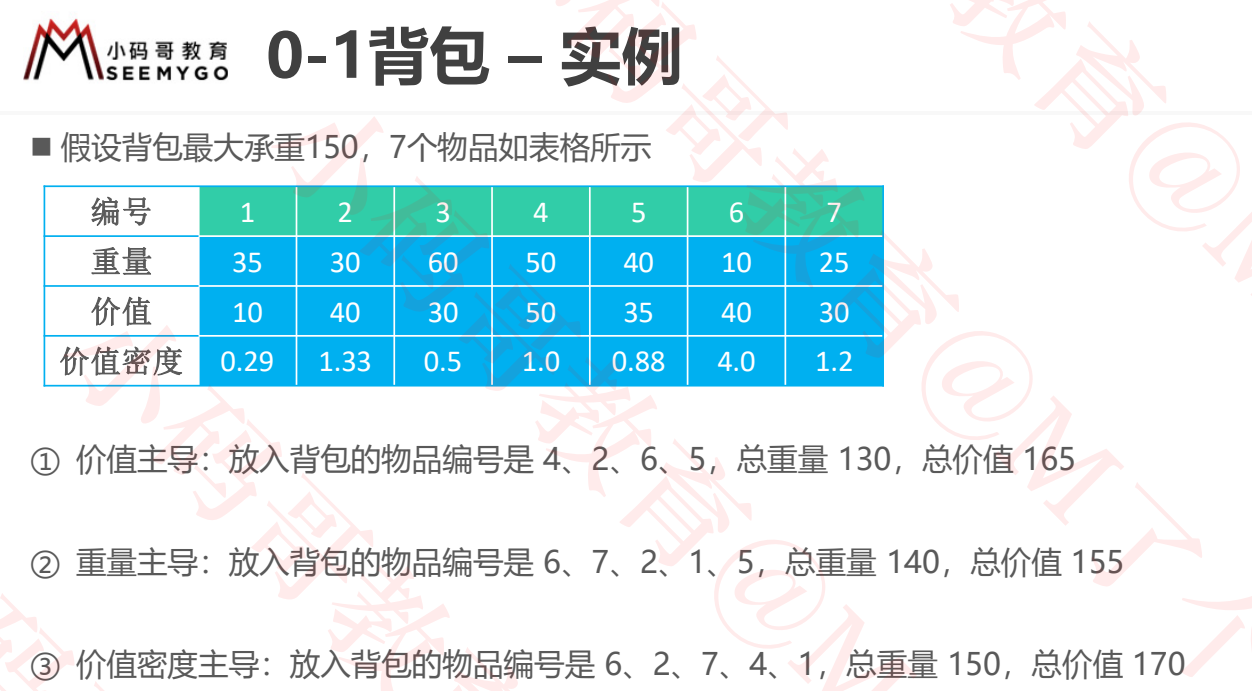 小码哥教育
SEEMYGO
0-1背包 – 实例
■ 假设背包最大承重150，7个物品如表格所示
编号 1 2 3 4 5 6 7
重量 35 30 60 50 40 10 25
价值 10 40 30 50 35 40 30
价值密度 0.29 1.33 0.5 1.0 0.88 4.0 1.2
① 价值主导：放入背包的物品编号是 4、2、6、5，总重量 130，总价值 165
② 重量主导：放入背包的物品编号是 6、7、2、1、5，总重量 140，总价值 155
③ 价值密度主导：放入背包的物品编号是 6、2、7、4、1，总重量 150，总价值 170
小码哥教育@M了个